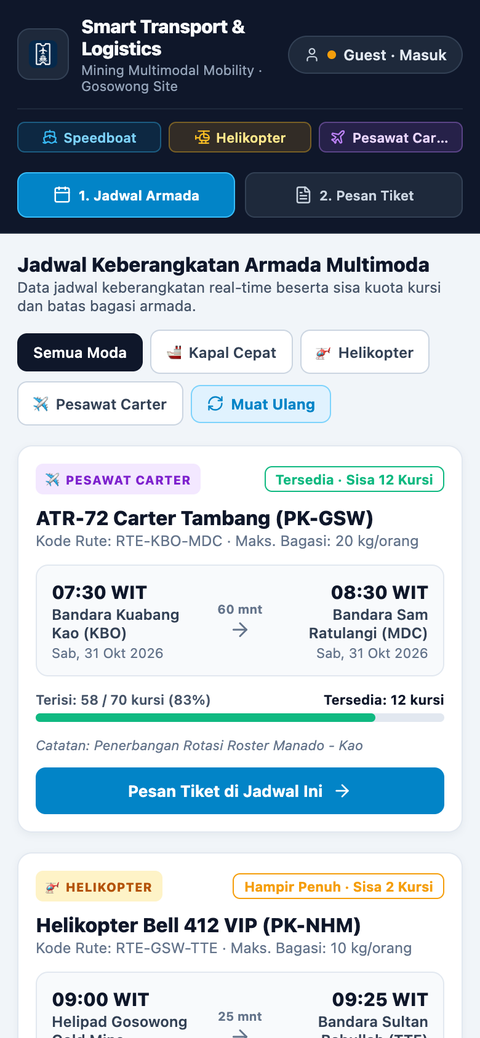 Smart Transport &
Logistics
Mining Multimodal Mobility ·
Gosowong Site
Guest · Masuk
Speedboat
Helikopter
Pesawat Car...
1. Jadwal Armada
2. Pesan Tiket
Jadwal Keberangkatan Armada Multimoda
Data jadwal keberangkatan real-time beserta sisa kuota kursi
dan batas bagasi armada.
Semua Moda
Kapal Cepat
Helikopter
Pesawat Carter
Muat Ulang
PESAWAT CARTER
Tersedia · Sisa 12 Kursi
ATR-72 Carter Tambang (PK-GSW)
Kode Rute: RTE-KBO-MDC · Maks. Bagasi: 20 kg/orang
07:30 WIT
Bandara Kuabang
Kao (KBO)
Sab, 31 Okt 2026
60 mnt
08:30 WIT
Bandara Sam
Ratulangi (MDC)
Sab, 31 Okt 2026
Terisi: 58 / 70 kursi (83%)
Tersedia: 12 kursi
Catatan: Penerbangan Rotasi Roster Manado - Kao
Pesan Tiket di Jadwal Ini
HELIKOPTER
Hampir Penuh · Sisa 2 Kursi
Helikopter Bell 412 VIP (PK-NHM)
Kode Rute: RTE-GSW-TTE · Maks. Bagasi: 10 kg/orang
09:00 WIT
Helipad Gosowong
Gold Mine
25 mnt
09:25 WIT
Bandara Sultan
Babullah (TTE)